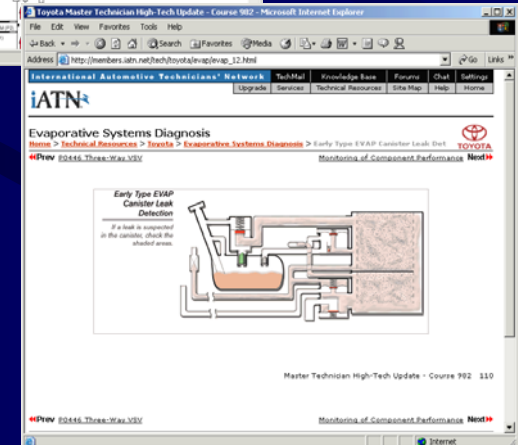 Toyota Master Technician High-Tech Update - Course 982 - Microsoft Internet Explorer
File Edit View Favorites Tools Help
Back Search Favorites Media
Address http://members.iatn.net/tech/toyota/evap/evap_12.html Go Links »
International Automotive Technicians' Network TechMail Knowledge Base Forums Chat Settings
Upgrade Services Technical Resources Site Map Help Home
iATN
Evaporative Systems Diagnosis
Home > Technical Resources > Toyota > Evaporative Systems Diagnosis > Early Type EVAP Canister Leak Det
TOYOTA
Prev P0446 Three-Way VSV Monitoring of Component Performance Next
Early Type EVAP
Canister Leak
Detection
If a leak is suspected
in the canister, check the
shaded areas.
Master Technician High-Tech Update - Course 982 110
Prev P0446 Three-Way VSV Monitoring of Component Performance Next
Internet